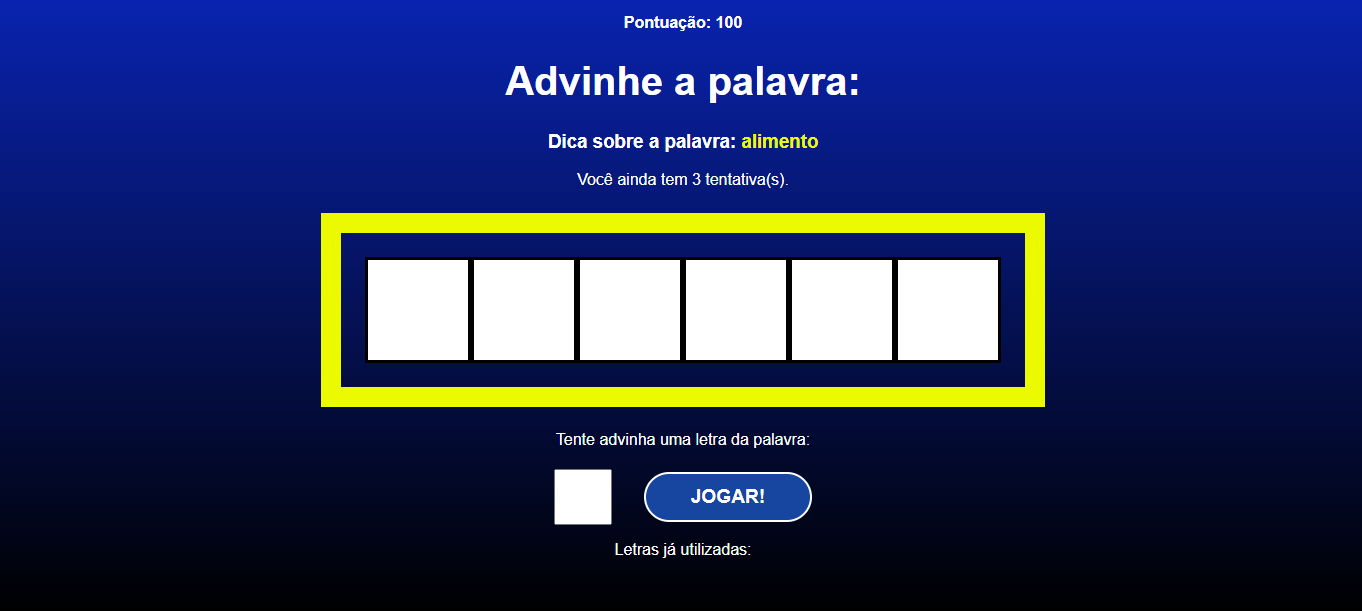 Pontuação: 100
Advinhe a palavra:
Dica sobre a palavra: alimento
Você ainda tem 3 tentativa(s).
Tente advinha uma letra da palavra:
JOGAR!
Letras já utilizadas: